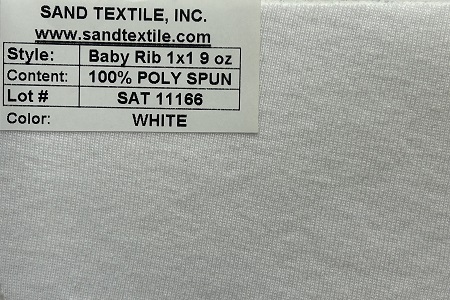 SAND TEXTILE, INC.
www.sandtextile.com
Style: Baby Rib 1x1 9 oz
Content: 100% POLY SPUN
Lot # SAT 11166
Color: WHITE